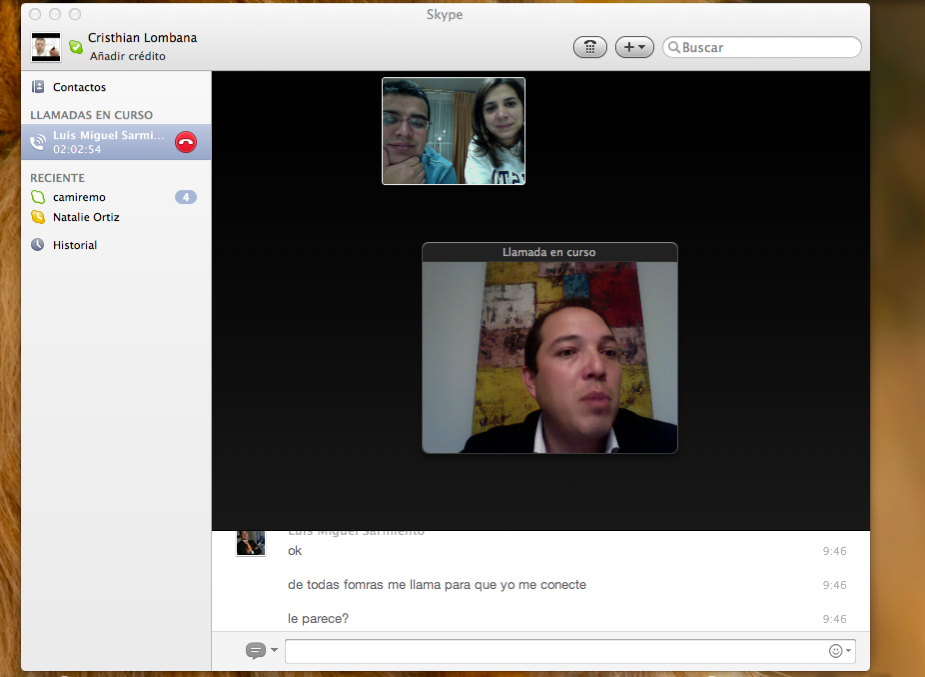 Skype
Cristhian Lombana
Añadir crédito
Buscar
Contactos
LLAMADAS EN CURSO
Luis Miguel Sarmi...
02:02:54
RECIENTE
camiremo 4
Natalie Ortiz
Historial
Llamada en curso
Luis Miguel Sarmiento
ok 9:46
de todas fomras me llama para que yo me conecte 9:46
le parece? 9:46